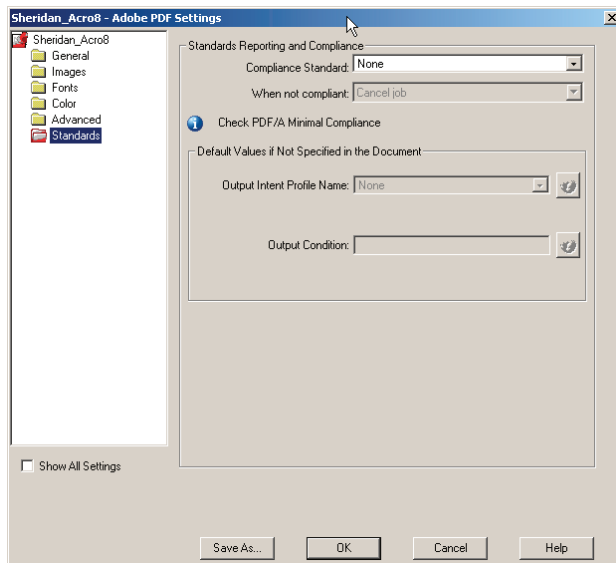 Sheridan_Acro8 - Adobe PDF Settings
Sheridan_Acro8
General
Images
Fonts
Color
Advanced
Standards
Show All Settings
Standards Reporting and Compliance
Compliance Standard: None
When not compliant: Cancel job
Check PDF/A Minimal Compliance
Default Values if Not Specified in the Document
Output Intent Profile Name: None
Output Condition:
Save As... OK Cancel Help